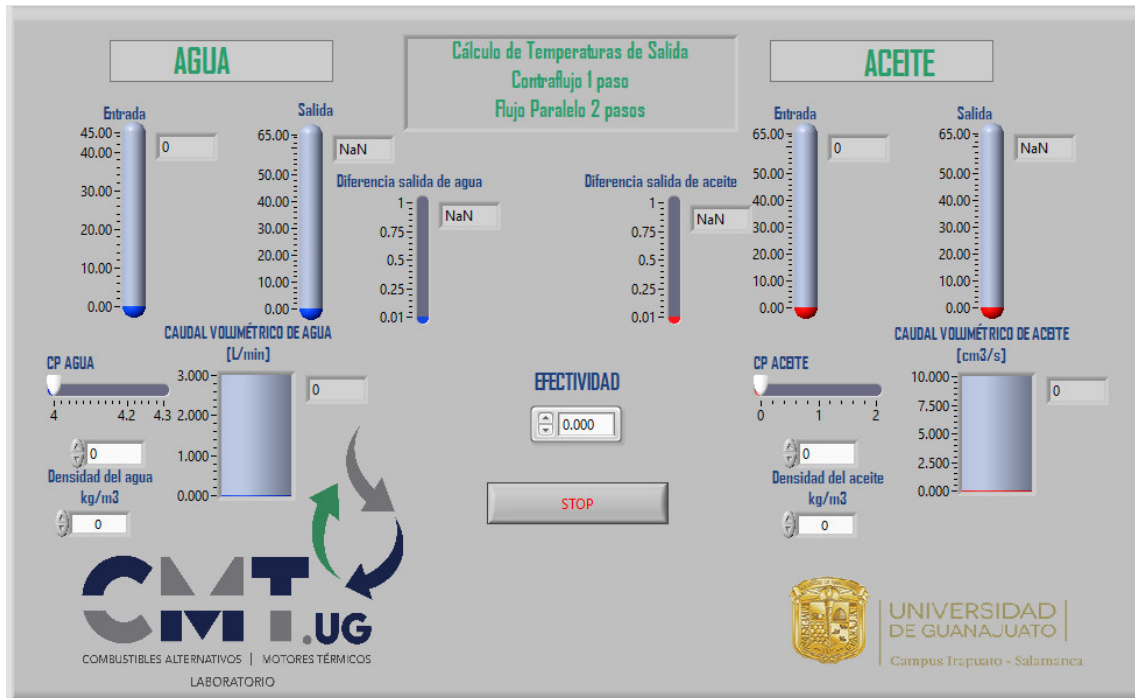 AGUA
Cálculo de Temperaturas de Salida
Contraflujo 1 paso
Flujo Paralelo 2 pasos
ACEITE
Entrada
45.00
40.00
30.00
20.00
10.00
0.00
0
Salida
65.00
50.00
40.00
30.00
20.00
10.00
0.00
NaN
Diferencia salida de agua
1
0.75
0.5
0.25
0.01
NaN
Diferencia salida de aceite
1
0.75
0.5
0.25
0.01
NaN
Entrada
65.00
50.00
40.00
30.00
20.00
10.00
0.00
0
Salida
65.00
50.00
40.00
30.00
20.00
10.00
0.00
NaN
CAUDAL VOLUMÉTRICO DE AGUA
[L/min]
3.000
2.000
1.000
0.000
0
CP AGUA
4 4.2 4.3
0
Densidad del agua
kg/m3
0
EFECTIVIDAD
0.000
STOP
CAUDAL VOLUMÉTRICO DE ACEITE
[cm3/s]
10.000
7.500
5.000
2.500
0.000
0
CP ACEITE
0 1 2
0
Densidad del aceite
kg/m3
0
CMT.UG
COMBUSTIBLES ALTERNATIVOS | MOTORES TÉRMICOS
LABORATORIO
UNIVERSIDAD
DE GUANAJUATO
Campus Irapuato - Salamanca